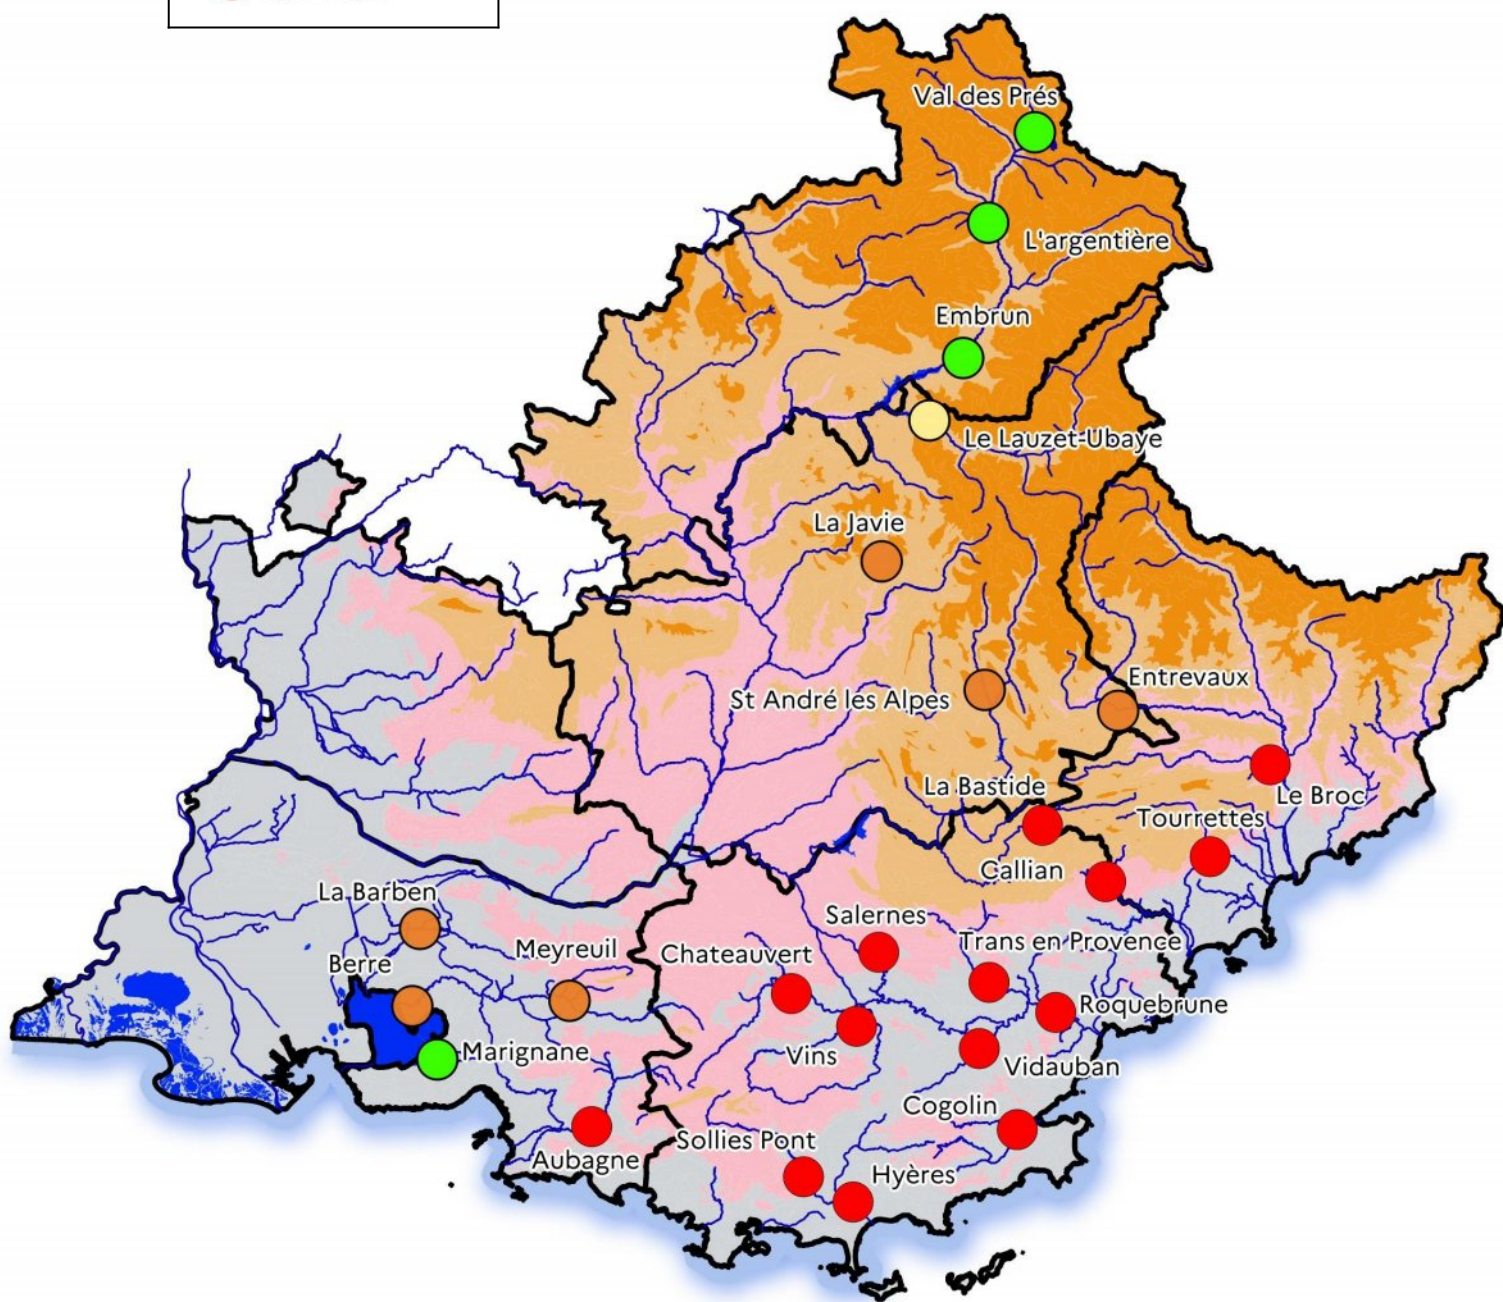 Val des Prés
L'argentière
Embrun
Le Lauzet-Ubaye
La Javie
Entrevaux
St André les Alpes
La Bastide
Le Broc
Tourrettes
Callian
La Barben
Salernes
Trans en Provence
Meyreuil
Chateauvert
Berre
Roquebrune
Marignane
Vins
Vidauban
Cogolin
Sollies Pont
Aubagne
Hyères